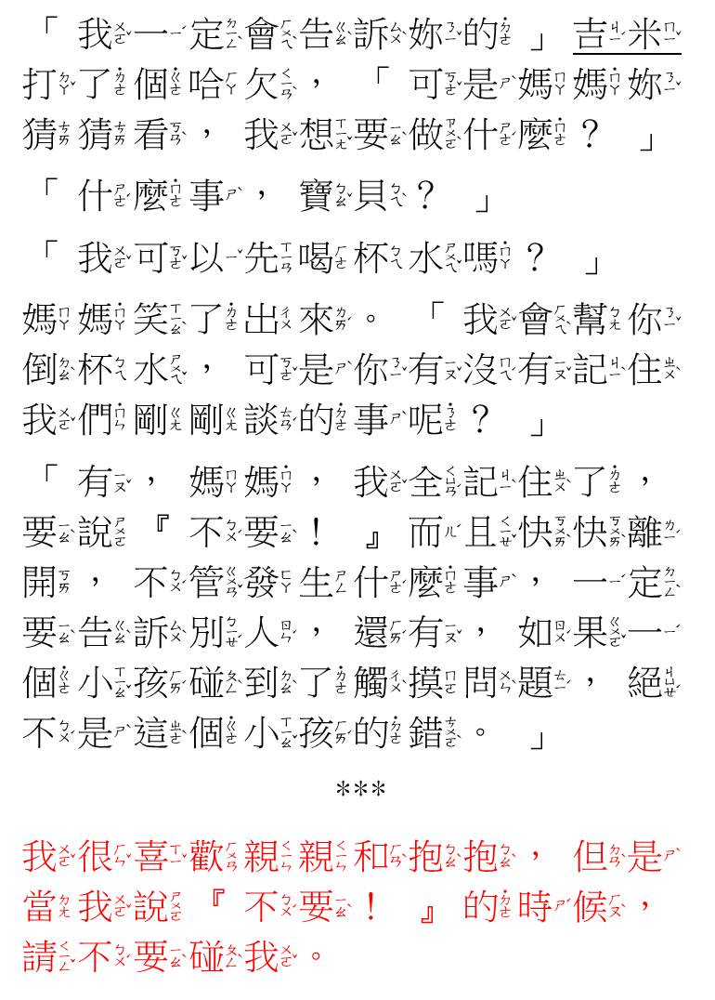 「我一定會告訴妳的」吉米
打了個哈欠，「可是媽媽妳
猜猜看，我想要做什麼？」
「什麼事，寶貝？」
「我可以先喝杯水嗎？」
媽媽笑了出來。「我會幫你
倒杯水，可是你有沒有記住
我們剛剛談的事呢？」
「有，媽媽，我全記住了，
要說『不要！』而且快快離
開，不管發生什麼事，一定
要告訴別人，還有，如果一
個小孩碰到了觸摸問題，絕
不是這個小孩的錯。」
***
我很喜歡親親和抱抱，但是
當我說『不要！』的時候，
請不要碰我。